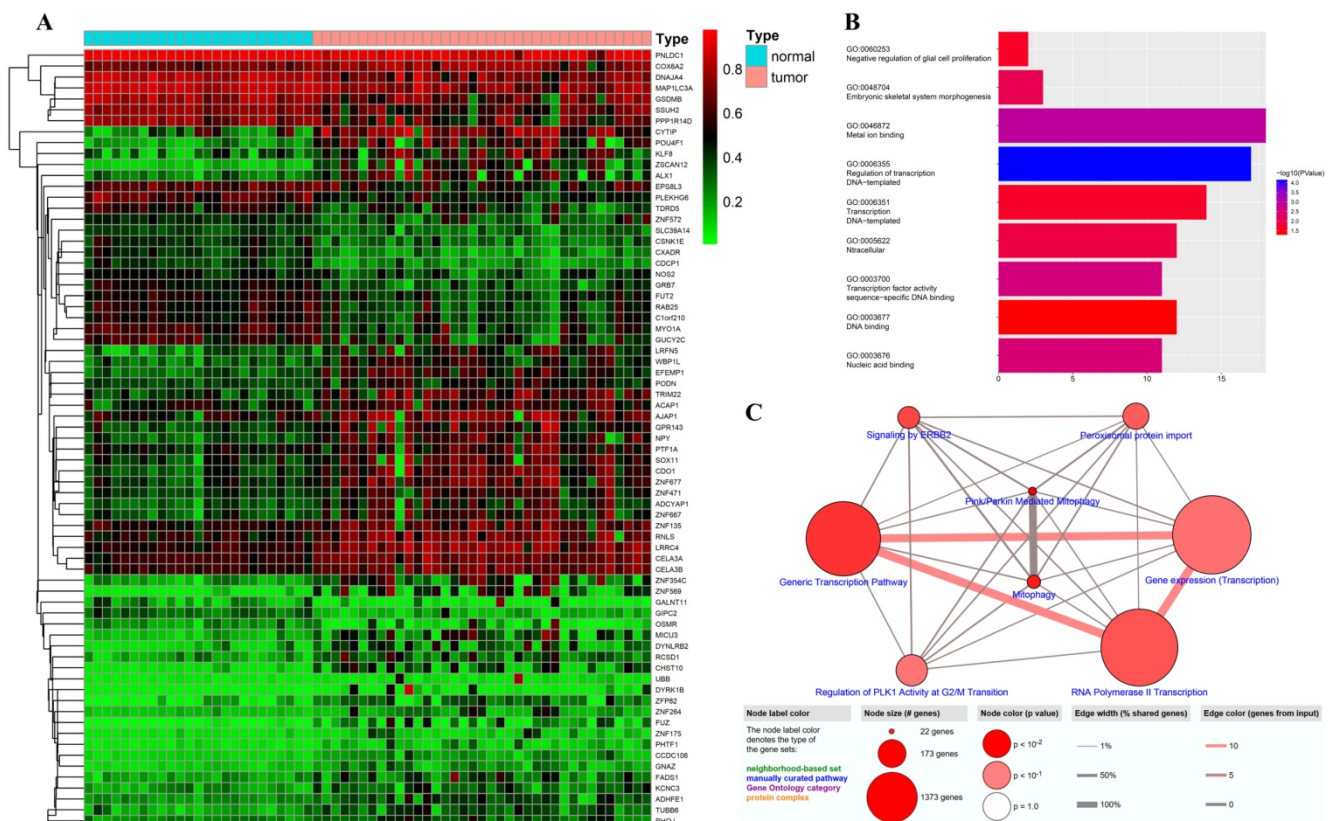 A
Type
PNLDC1
COX6A2
DNAJA4
MAP1LC3A
GSDMB
SSUH2
PPP1R14D
CYTIP
POU4F1
KLF8
ZSCAN12
ALX1
EPS8L3
PLEKHG6
TDRD5
ZNF572
SLC39A14
CSNK1E
CXADR
CDCP1
NOS2
GRB7
FUT2
RAB25
C1orf210
MYO1A
GUCY2C
LRFN5
WBP1L
EFEMP1
PODN
TRIM22
ACAP1
AJAP1
GPR143
NPY
PTF1A
SOX11
CDO1
ZNF677
ZNF471
ADCYAP1
ZNF667
ZNF135
RNLS
LRRC4
CELA3A
CELA3B
ZNF354C
ZNF569
GALNT11
GIPC2
OSMR
MICU3
DYNLRB2
RCSD1
CHST10
UBB
DYRK1B
ZFP82
ZNF264
FUZ
ZNF175
PHTF1
CCDC106
GNAZ
FADS1
KCNC3
ADHFE1
TUBB6
0.8
0.6
0.4
0.2
Type
normal
tumor
B
GO:0060253
Negative regulation of glial cell proliferation
GO:0048704
Embryonic skeletal system morphogenesis
GO:0046872
Metal ion binding
GO:0006355
Regulation of transcription
DNA-templated
GO:0006351
Transcription
DNA-templated
GO:0005622
Ntracellular
GO:0003700
Transcription factor activity
sequence-specific DNA binding
GO:0003677
DNA binding
GO:0003676
Nucleic acid binding
0 5 10 15
-log10(PValue)
4.0
3.5
3.0
2.5
2.0
1.5
C
Signaling by ERBB2
Peroxisomal protein import
Pink/Parkin Mediated Mitophagy
Generic Transcription Pathway
Mitophagy
Gene expression (Transcription)
Regulation of PLK1 Activity at G2/M Transition
RNA Polymerase II Transcription
Node label color
The node label color
denotes the type of
the gene sets:
neighborhood-based set
manually curated pathway
Gene Ontology category
protein complex
Node size (# genes)
22 genes
173 genes
1373 genes
Node color (p value)
p < 10-2
p < 10-1
p = 1.0
Edge width (% shared genes)
1%
50%
100%
Edge color (genes from input)
10
5
0